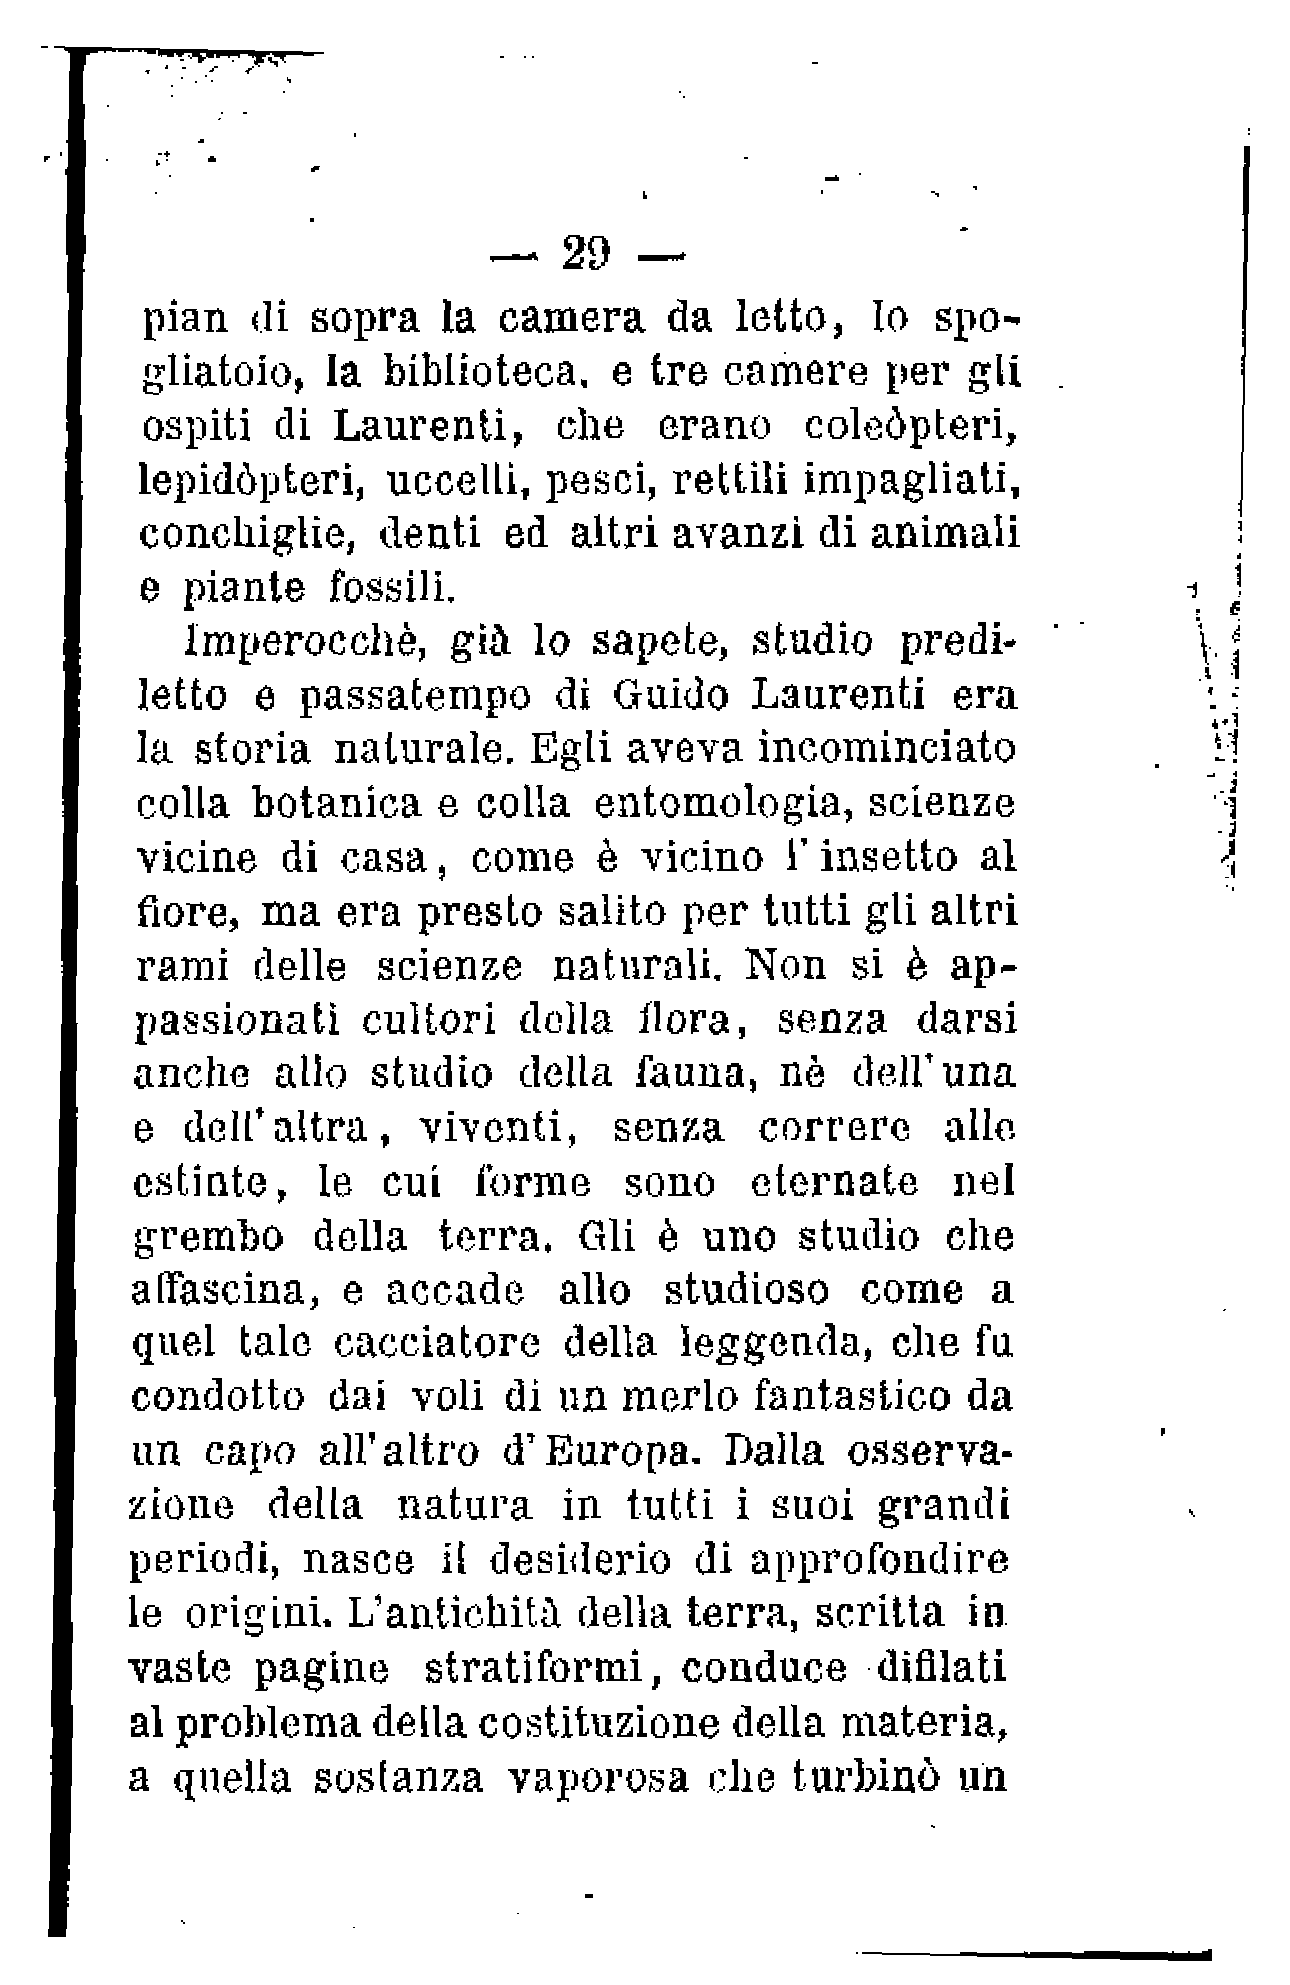 — 29 —
pian di sopra la camera da letto, lo spo-
gliatoio, la biblioteca, e tre camere per gli
ospiti di Laurenti, che erano coleòpteri,
lepidòpteri, uccelli, pesci, rettili impagliati,
conchiglie, denti ed altri avanzi di animali
e piante fossili.
Imperocchè, già lo sapete, studio predi-
letto e passatempo di Guido Laurenti era
la storia naturale. Egli aveva incominciato
colla botanica e colla entomologia, scienze
vicine di casa, come è vicino l'insetto al
fiore, ma era presto salito per tutti gli altri
rami delle scienze naturali. Non si è ap-
passionati cultori della flora, senza darsi
anche allo studio della fauna, nè dell'una
e dell'altra, viventi, senza correre alle
estinte, le cui forme sono eternate nel
grembo della terra. Gli è uno studio che
affascina, e accade allo studioso come a
quel tale cacciatore della leggenda, che fu
condotto dai voli di un merlo fantastico da
un capo all'altro d'Europa. Dalla osserva-
zione della natura in tutti i suoi grandi
periodi, nasce il desiderio di approfondire
le origini. L'antichità della terra, scritta in
vaste pagine stratiformi, conduce difilati
al problema della costituzione della materia,
a quella sostanza vaporosa che turbinò un